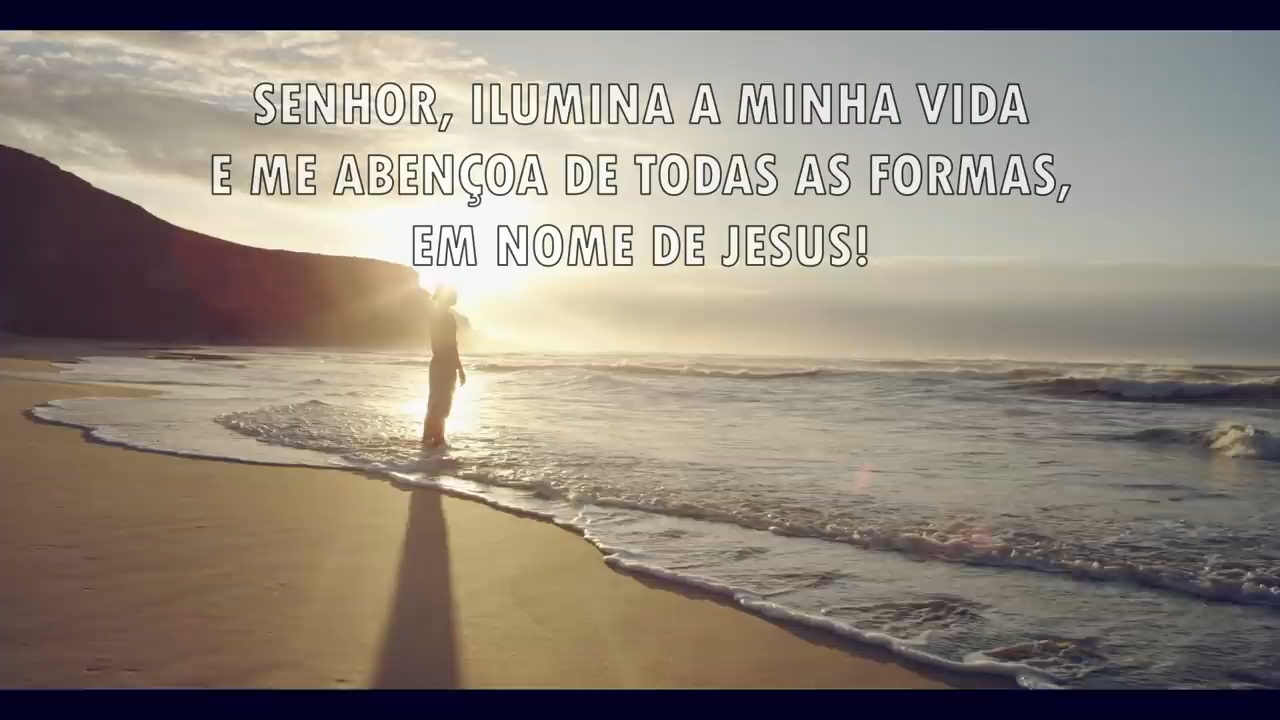 SENHOR, ILUMINA A MINHA VIDA
E ME ABENÇOA DE TODAS AS FORMAS,
EM NOME DE JESUS!